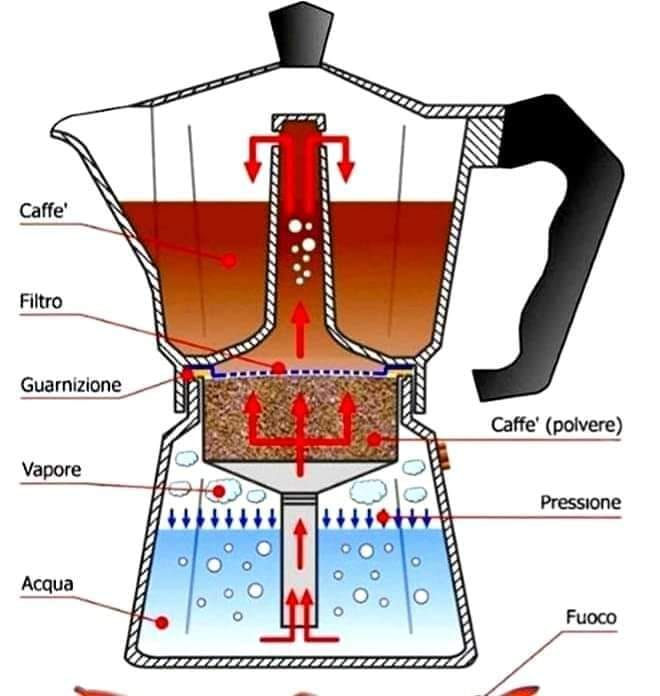 Caffe'
Filtro
Guarnizione
Caffe' (polvere)
Vapore
Pressione
Acqua
Fuoco